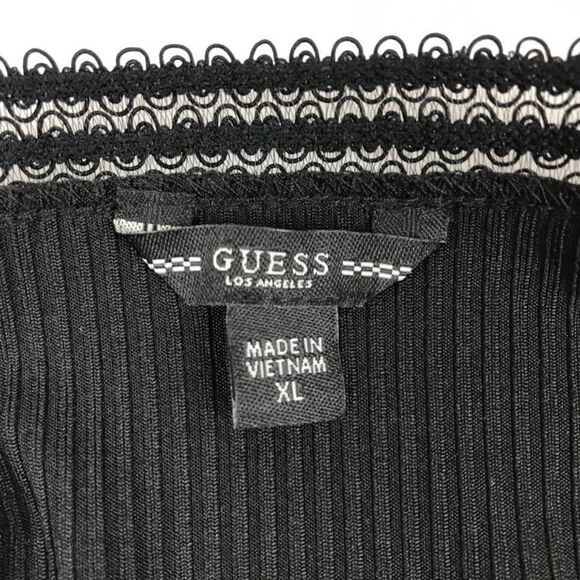 GUESS
LOS ANGELES
MADE IN
VIETNAM
XL